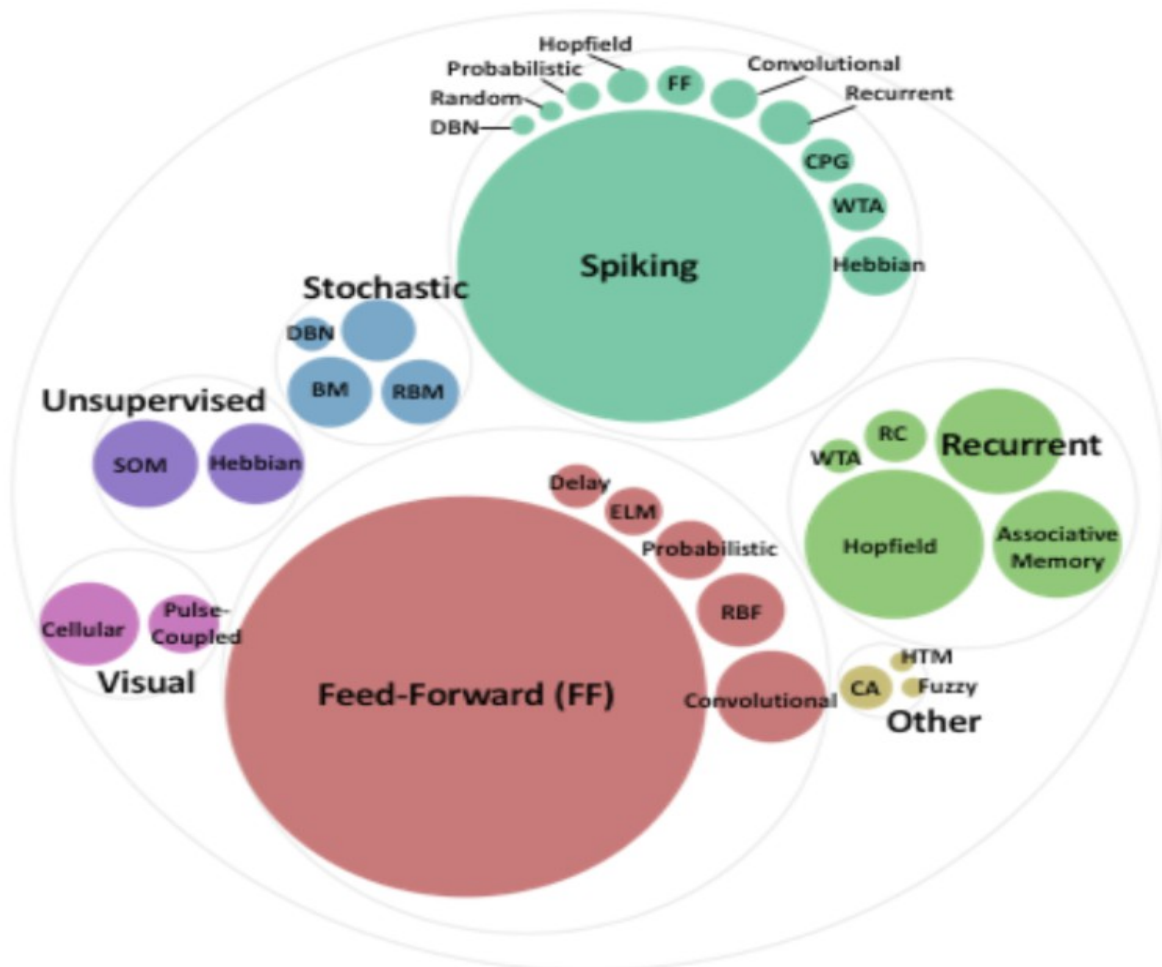 Hopfield
Probabilistic
FF
Convolutional
Random
Recurrent
DBN
CPG
WTA
Spiking
Hebbian
Stochastic
DBN
BM
RBM
Unsupervised
SOM
Hebbian
RC
Recurrent
WTA
Hopfield
Associative
Memory
Delay
ELM
Probabilistic
RBF
Convolutional
Feed-Forward (FF)
Cellular
Pulse-
Coupled
Visual
HTM
CA
Fuzzy
Other